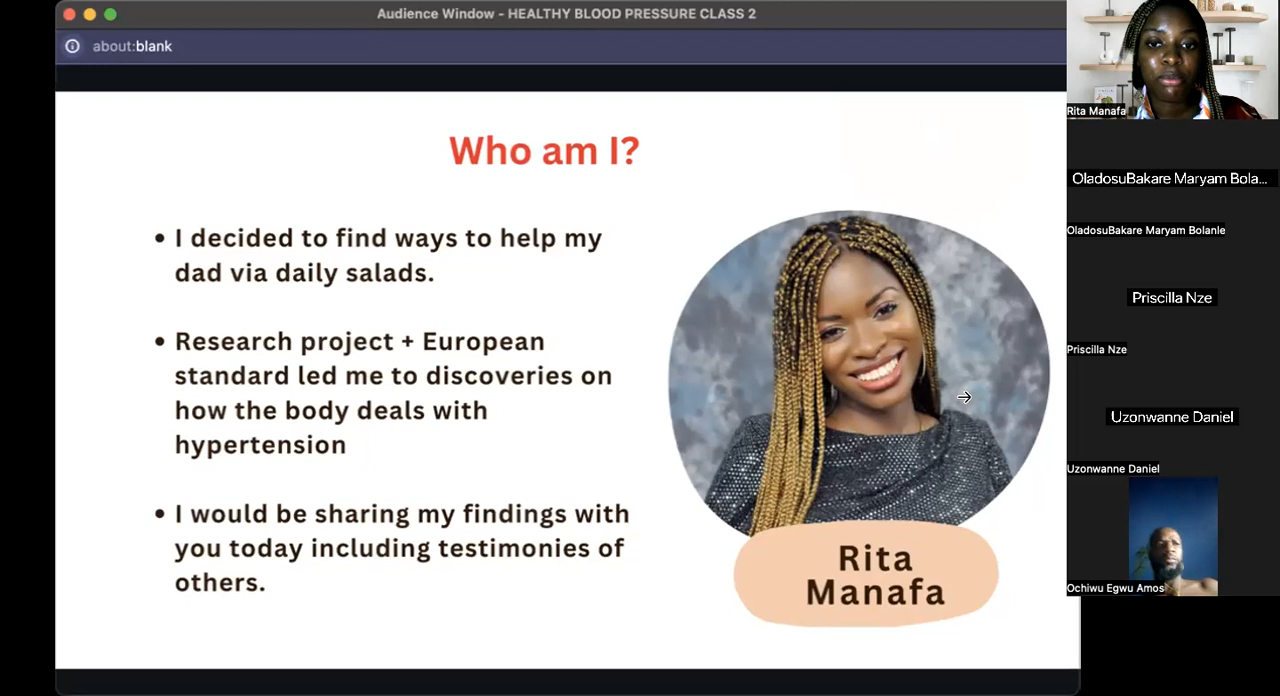 Audience Window - HEALTHY BLOOD PRESSURE CLASS 2
about:blank
Who am I?
• I decided to find ways to help my
dad via daily salads.
• Research project + European
standard led me to discoveries on
how the body deals with
hypertension
• I would be sharing my findings with
you today including testimonies of
others.
Rita
Manafa
Rita Manafa
OladosuBakare Maryam Bola...
OladosuBakare Maryam Bolanle
Priscilla Nze
Priscilla Nze
Uzonwanne Daniel
Uzonwanne Daniel
Ochiwu Egwu Amos